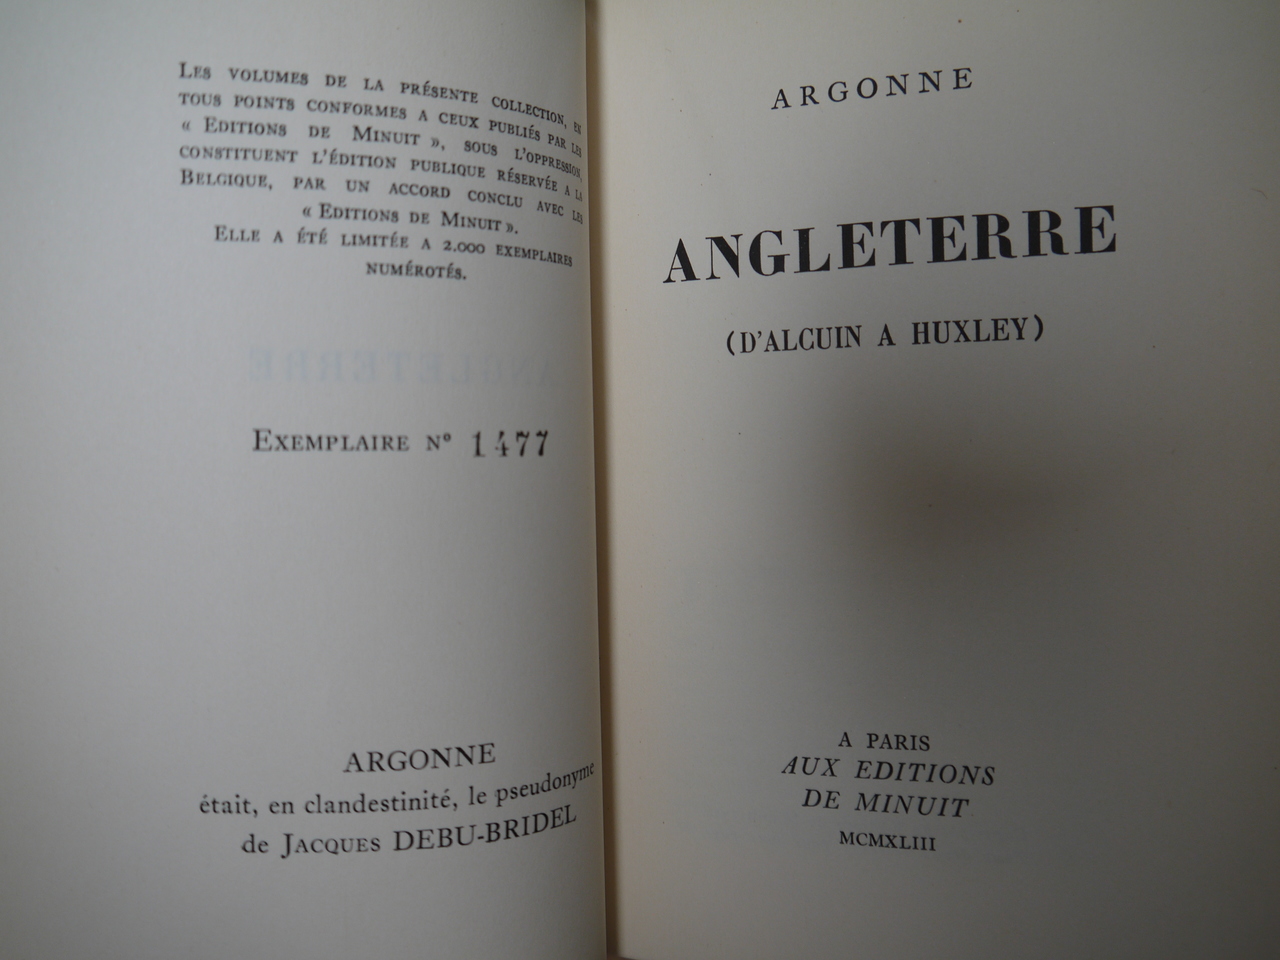 LES VOLUMES DE LA PRÉSENTE COLLECTION, EN
TOUS POINTS CONFORMES A CEUX PUBLIÉS PAR LES
« EDITIONS DE MINUIT », SOUS L'OPPRESSION,
CONSTITUENT L'ÉDITION PUBLIQUE RÉSERVÉE A LA
BELGIQUE, PAR UN ACCORD CONCLU AVEC LES
« EDITIONS DE MINUIT ».
ELLE A ÉTÉ LIMITÉE A 2.000 EXEMPLAIRES
NUMÉROTÉS.
EXEMPLAIRE N° 1477
ARGONNE
était, en clandestinité, le pseudonyme
de JACQUES DEBU-BRIDEL
ARGONNE
ANGLETERRE
(D'ALCUIN A HUXLEY)
A PARIS
AUX EDITIONS
DE MINUIT
MCMXLIII